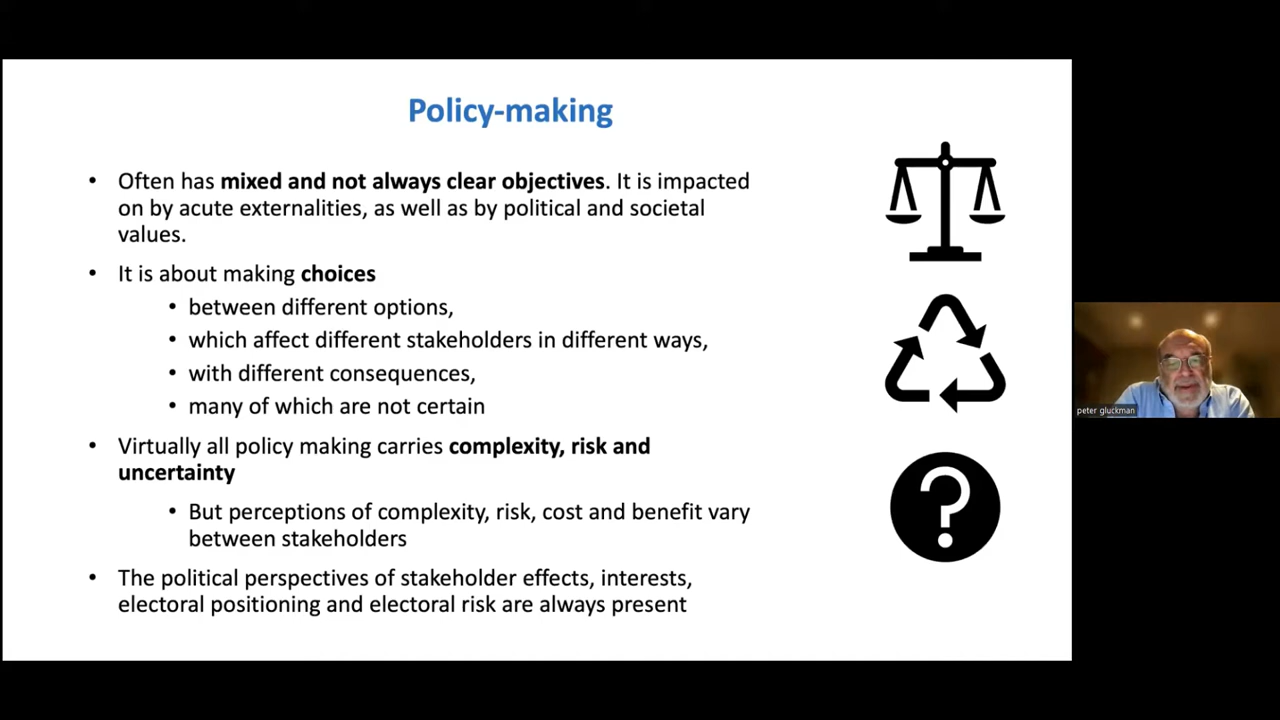 Policy-making
• Often has mixed and not always clear objectives. It is impacted
on by acute externalities, as well as by political and societal
values.
• It is about making choices
• between different options,
• which affect different stakeholders in different ways,
• with different consequences,
• many of which are not certain
• Virtually all policy making carries complexity, risk and
uncertainty
• But perceptions of complexity, risk, cost and benefit vary
between stakeholders
• The political perspectives of stakeholder effects, interests,
electoral positioning and electoral risk are always present
?
peter gluckman